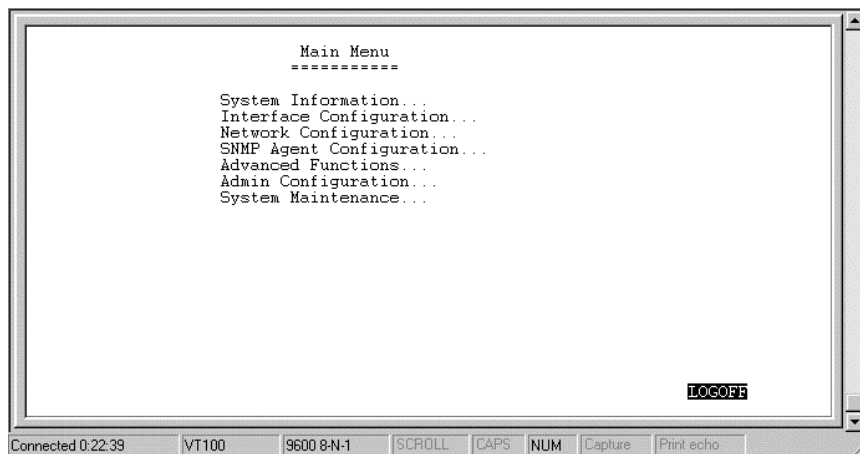 Main Menu
===========
System Information...
Interface Configuration...
Network Configuration...
SNMP Agent Configuration...
Advanced Functions...
Admin Configuration...
System Maintenance...
LOGOFF
Connected 0:22:39 VT100 9600 8-N-1 SCROLL CAPS NUM Capture Print echo